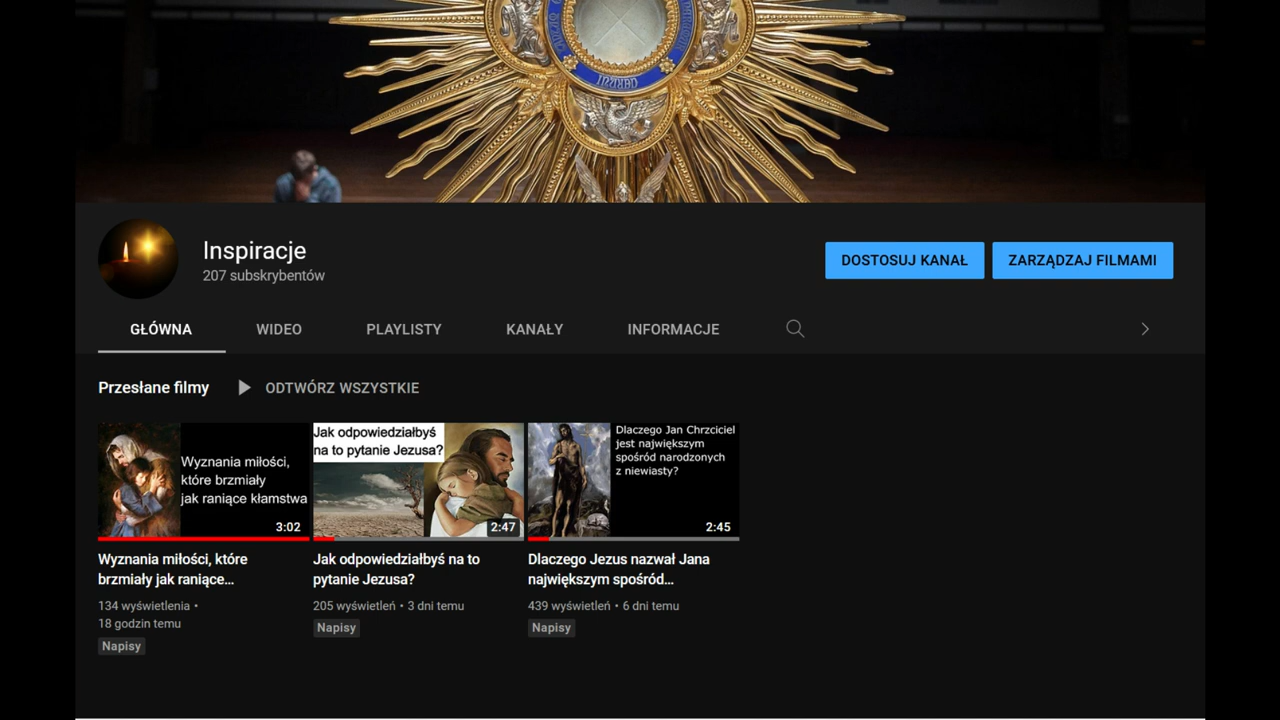 Inspiracje
207 subskrybentów
DOSTOSUJ KANAŁ
ZARZĄDZAJ FILMAMI
GŁÓWNA
WIDEO
PLAYLISTY
KANAŁY
INFORMACJE
Przesłane filmy
ODTWÓRZ WSZYSTKIE
Wyznania miłości,
które brzmiały
jak raniące kłamstwa
3:02
Wyznania miłości, które
brzmiały jak raniące...
134 wyświetlenia •
18 godzin temu
Napisy
Jak odpowiedziałbyś
na to pytanie Jezusa?
2:47
Jak odpowiedziałbyś na to
pytanie Jezusa?
205 wyświetleń • 3 dni temu
Napisy
Dlaczego Jan Chrzciciel
jest największym
spośród narodzonych
z niewiasty?
2:45
Dlaczego Jezus nazwał Jana
największym spośród...
439 wyświetleń • 6 dni temu
Napisy